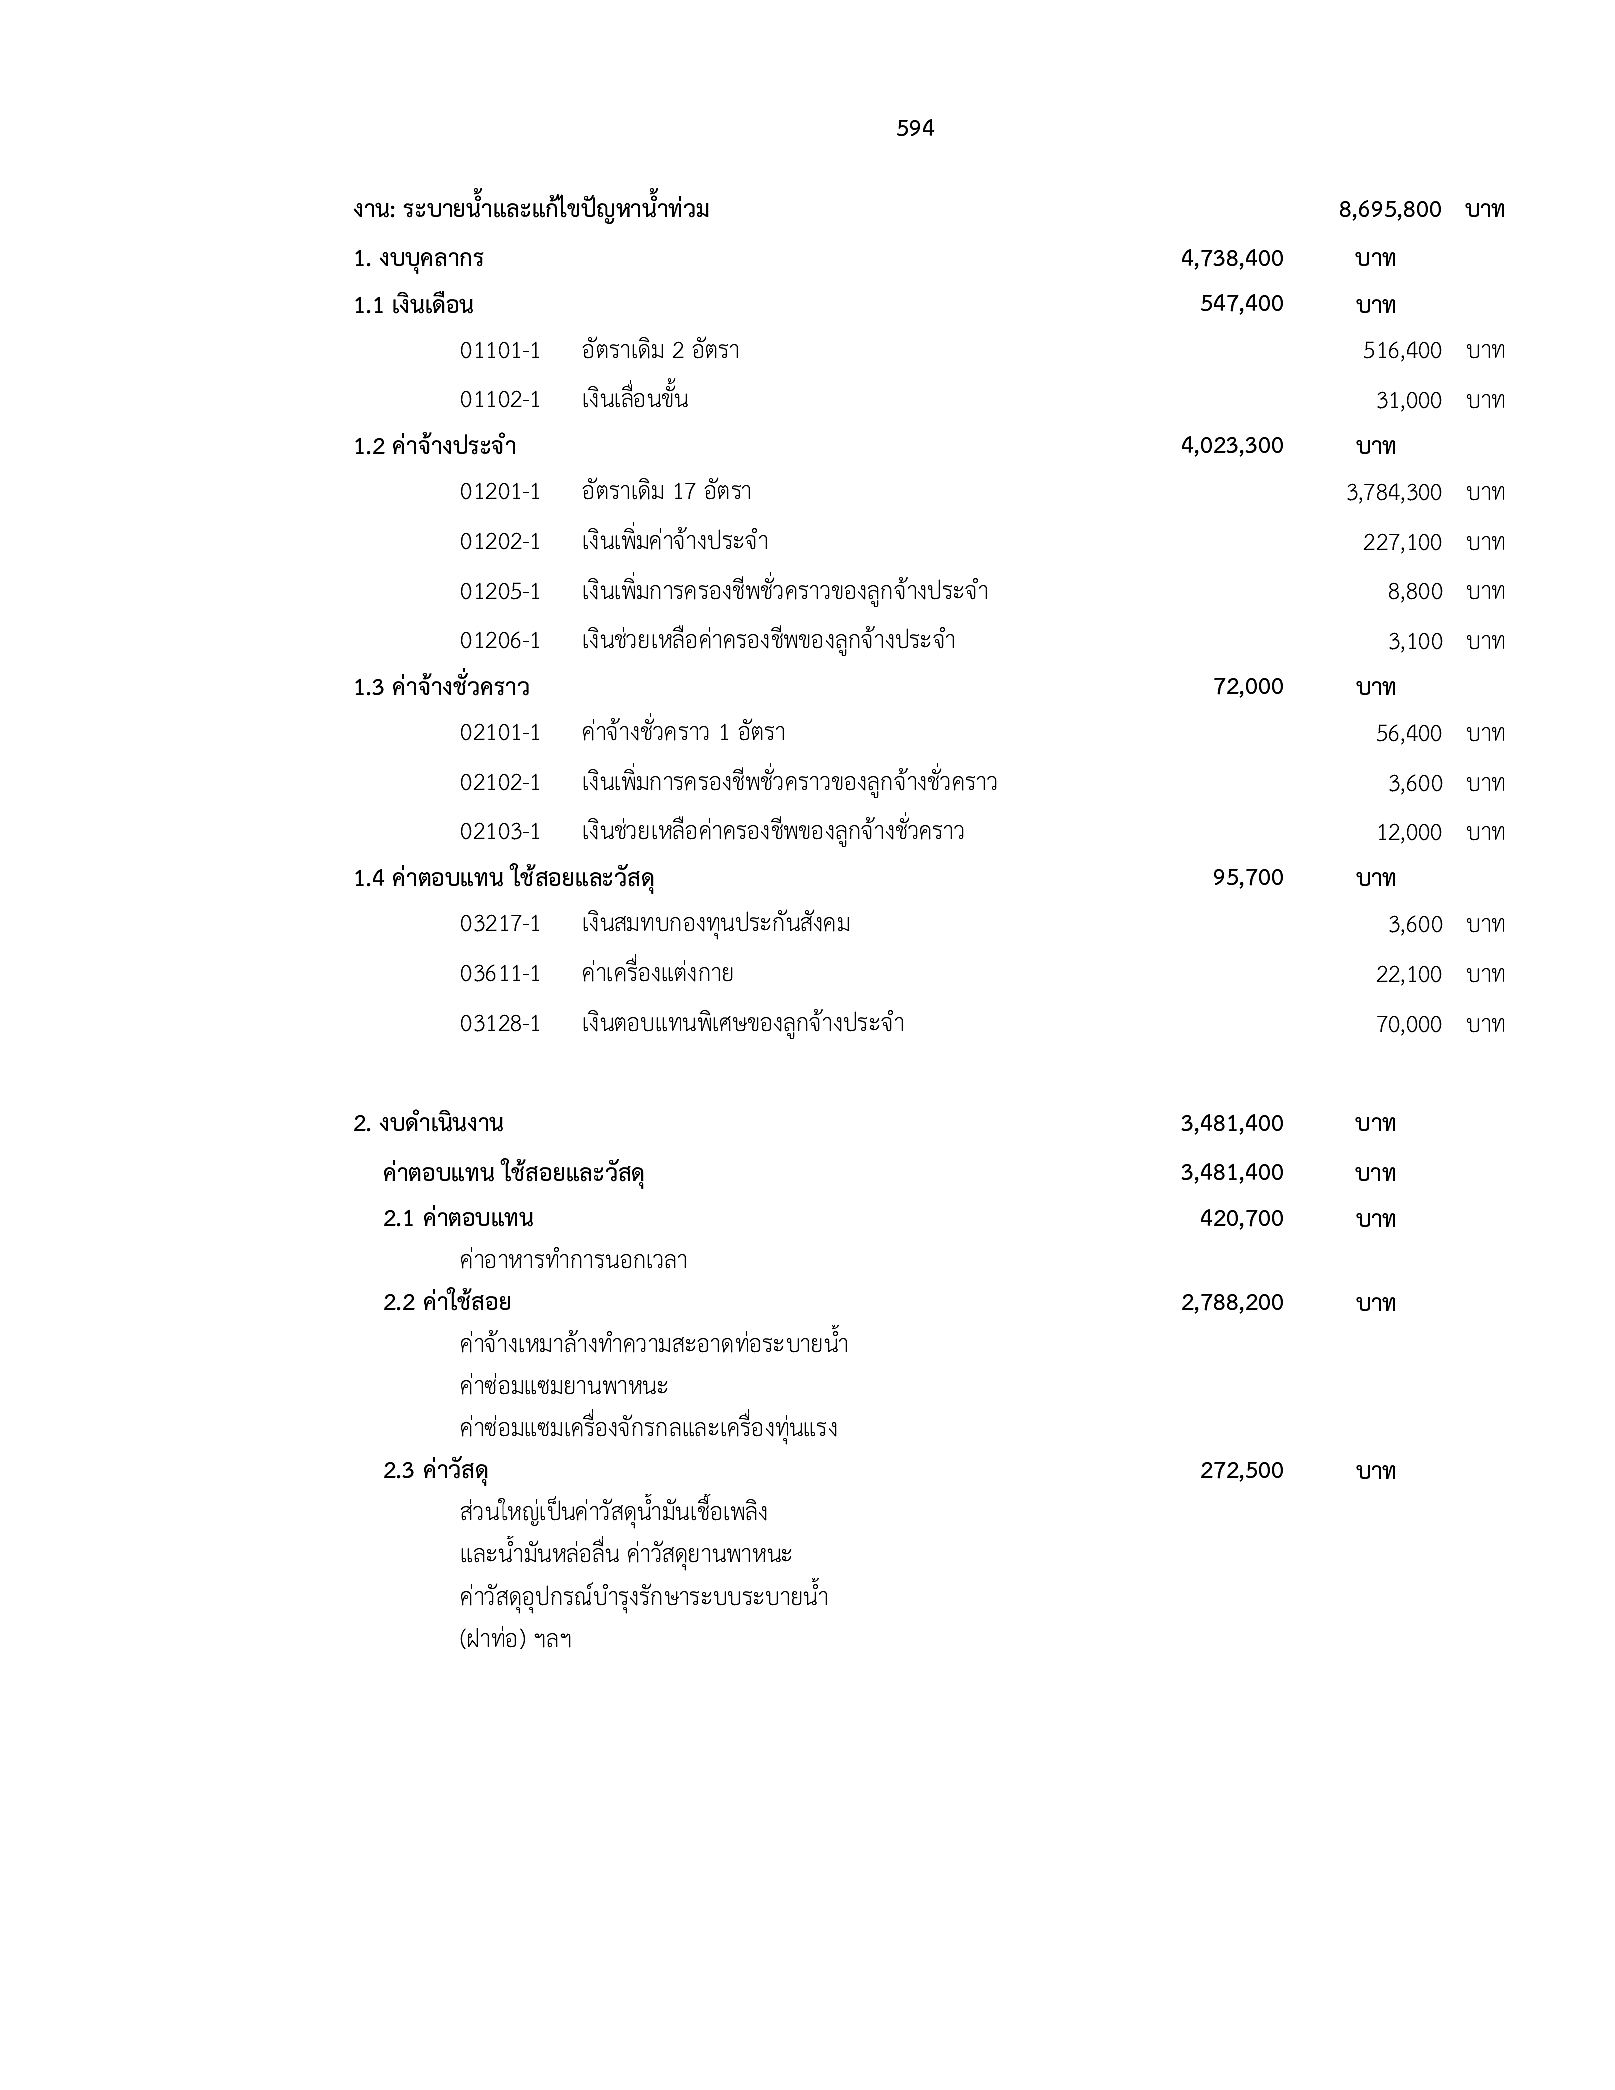 594
งาน: ระบายน้ำและแก้ไขปัญหาน้ำท่วม 8,695,800 บาท
1. งบบุคลากร 4,738,400 บาท
1.1 เงินเดือน 547,400 บาท
01101-1 อัตราเดิม 2 อัตรา 516,400 บาท
01102-1 เงินเลื่อนขั้น 31,000 บาท
1.2 ค่าจ้างประจำ 4,023,300 บาท
01201-1 อัตราเดิม 17 อัตรา 3,784,300 บาท
01202-1 เงินเพิ่มค่าจ้างประจำ 227,100 บาท
01205-1 เงินเพิ่มการครองชีพชั่วคราวของลูกจ้างประจำ 8,800 บาท
01206-1 เงินช่วยเหลือค่าครองชีพของลูกจ้างประจำ 3,100 บาท
1.3 ค่าจ้างชั่วคราว 72,000 บาท
02101-1 ค่าจ้างชั่วคราว 1 อัตรา 56,400 บาท
02102-1 เงินเพิ่มการครองชีพชั่วคราวของลูกจ้างชั่วคราว 3,600 บาท
02103-1 เงินช่วยเหลือค่าครองชีพของลูกจ้างชั่วคราว 12,000 บาท
1.4 ค่าตอบแทน ใช้สอยและวัสดุ 95,700 บาท
03217-1 เงินสมทบกองทุนประกันสังคม 3,600 บาท
03611-1 ค่าเครื่องแต่งกาย 22,100 บาท
03128-1 เงินตอบแทนพิเศษของลูกจ้างประจำ 70,000 บาท
2. งบดำเนินงาน 3,481,400 บาท
ค่าตอบแทน ใช้สอยและวัสดุ 3,481,400 บาท
2.1 ค่าตอบแทน 420,700 บาท
ค่าอาหารทำการนอกเวลา
2.2 ค่าใช้สอย 2,788,200 บาท
ค่าจ้างเหมาล้างทำความสะอาดท่อระบายน้ำ
ค่าซ่อมแซมยานพาหนะ
ค่าซ่อมแซมเครื่องจักรกลและเครื่องทุ่นแรง
2.3 ค่าวัสดุ 272,500 บาท
ส่วนใหญ่เป็นค่าวัสดุน้ำมันเชื้อเพลิง
และน้ำมันหล่อลื่น ค่าวัสดุยานพาหนะ
ค่าวัสดุอุปกรณ์บำรุงรักษาระบบระบายน้ำ
(ฝาท่อ) ฯลฯ